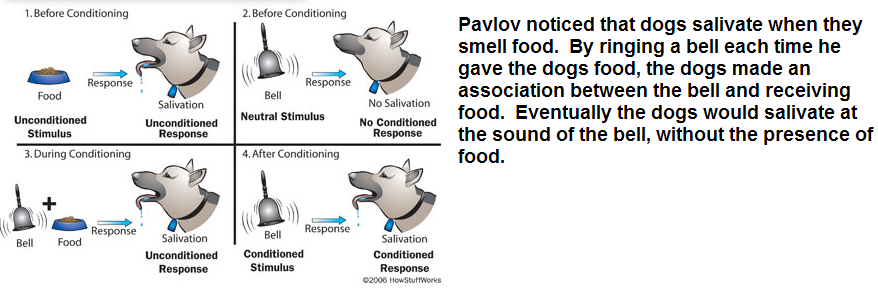 1. Before Conditioning
Food
Response
Salivation
Unconditioned
Stimulus
Unconditioned
Response
2. Before Conditioning
Bell
Response
No Salivation
Neutral Stimulus
No Conditioned
Response
3. During Conditioning
Bell
+
Food
Response
Salivation
Unconditioned
Response
4. After Conditioning
Bell
Response
Salivation
Conditioned
Stimulus
Conditioned
Response
©2006 HowStuffWorks
Pavlov noticed that dogs salivate when they
smell food.  By ringing a bell each time he
gave the dogs food, the dogs made an
association between the bell and receiving
food.  Eventually the dogs would salivate at
the sound of the bell, without the presence of
food.